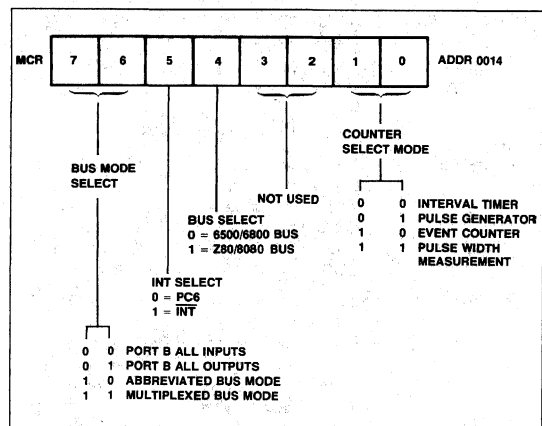 MCR 7 6 5 4 3 2 1 0 ADDR 0014
COUNTER
SELECT MODE
BUS MODE
SELECT
NOT USED
0 0 INTERVAL TIMER
0 1 PULSE GENERATOR
1 0 EVENT COUNTER
1 1 PULSE WIDTH
MEASUREMENT
BUS SELECT
0 = 6500/6800 BUS
1 = Z80/8080 BUS
INT SELECT
0 = PC6
1 = INT
0 0 PORT B ALL INPUTS
0 1 PORT B ALL OUTPUTS
1 0 ABBREVIATED BUS MODE
1 1 MULTIPLEXED BUS MODE